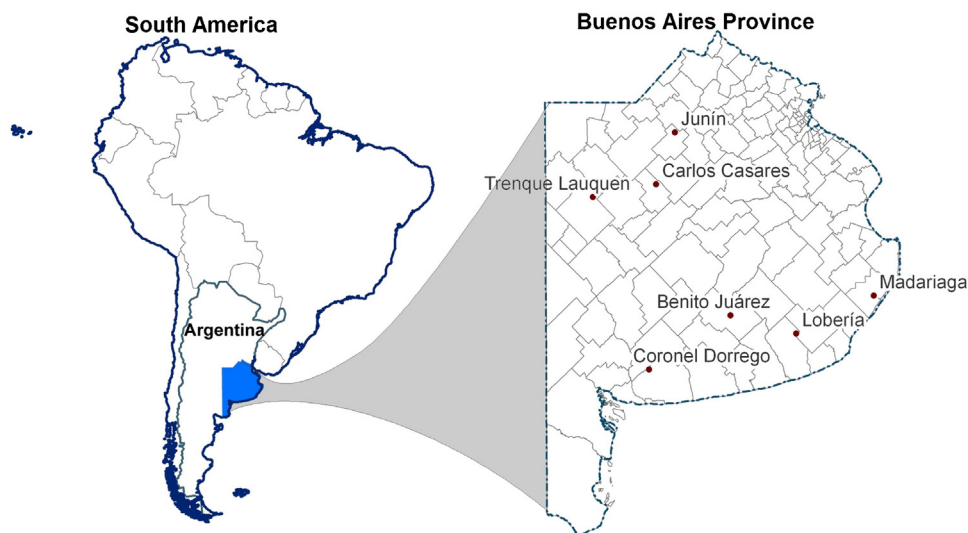 South America
Buenos Aires Province
Junín
Carlos Casares
Trenque Lauquen
Madariaga
Benito Juárez
Lobería
Argentina
Coronel Dorrego